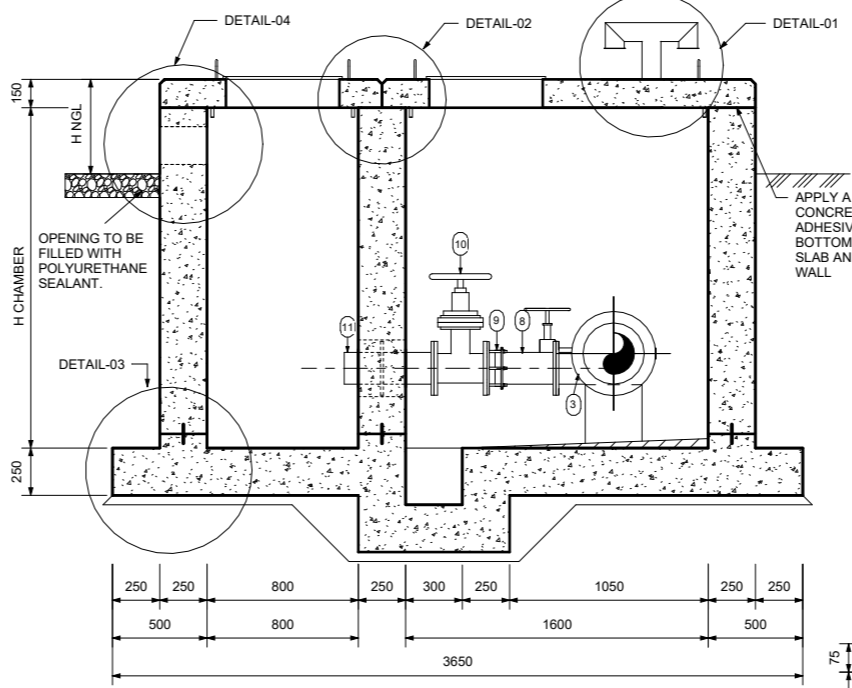 DETAIL-04
DETAIL-02
DETAIL-01
150
H NGL
H CHAMBER
250
OPENING TO BE
FILLED WITH
POLYURETHANE
SEALANT.
APPLY A
CONCRE
ADHESIV
BOTTOM
SLAB AN
WALL
10
11
9
8
3
DETAIL-03
250 250 800 250 300 250 1050 250 250
500 800 1600 500
3650
75